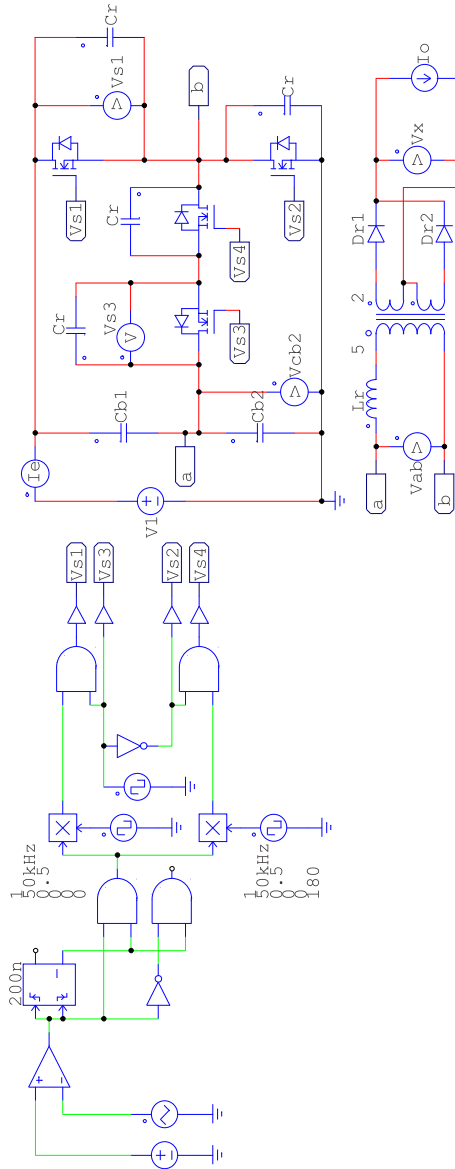 200n
1
50kHz
0.5
0
0
0
Vs1
Vs3
1
50kHz
0.5
0
0
180
Vs2
Vs4
Ie
V1
Cb1
a
Cb2
V
Vcb2
Cr
Vs3
V
Vs3
Cr
Vs4
Vs1
V
Vs1
Cr
b
Vs2
Cr
a
b
V
Vab
Lr
5
2
Dr1
Dr2
V
Vx
Io